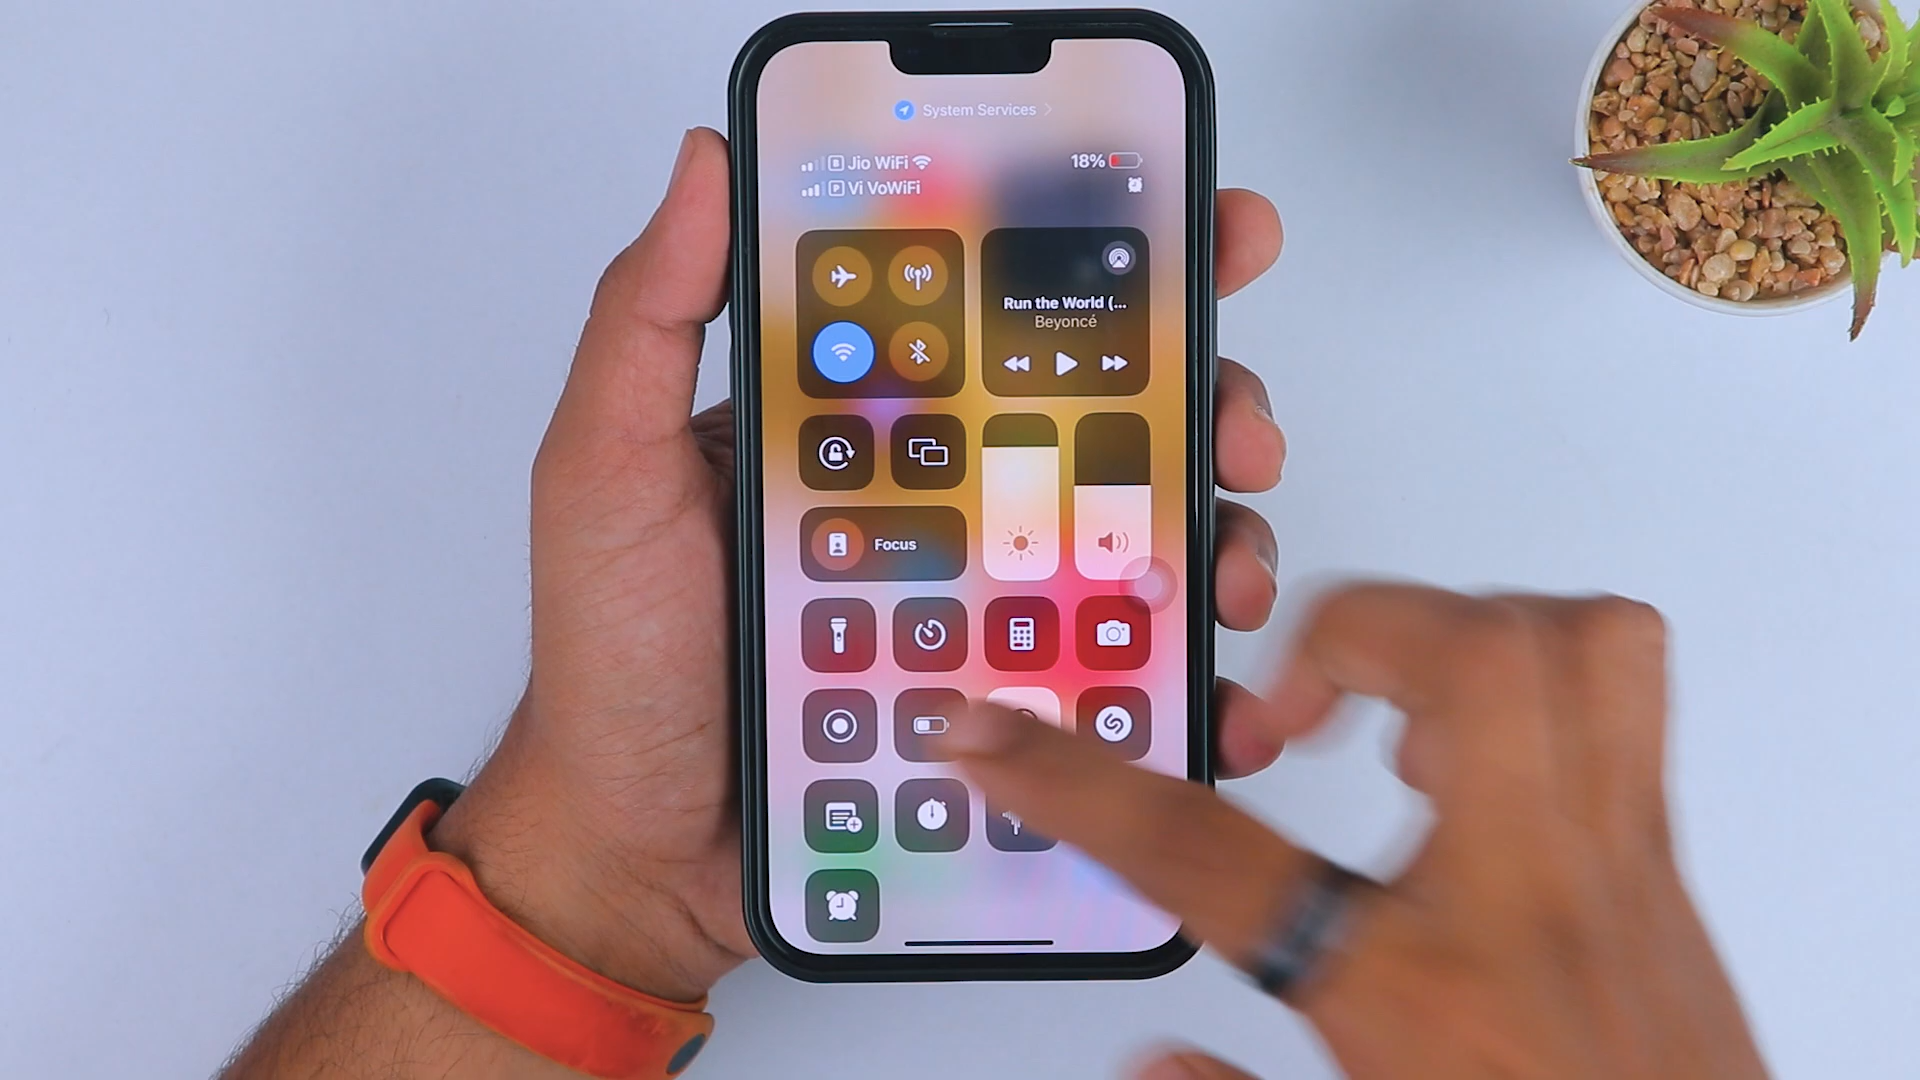 System Services
B Jio WiFi
18%
P Vi VoWiFi
Run the World (...
Beyoncé
Focus